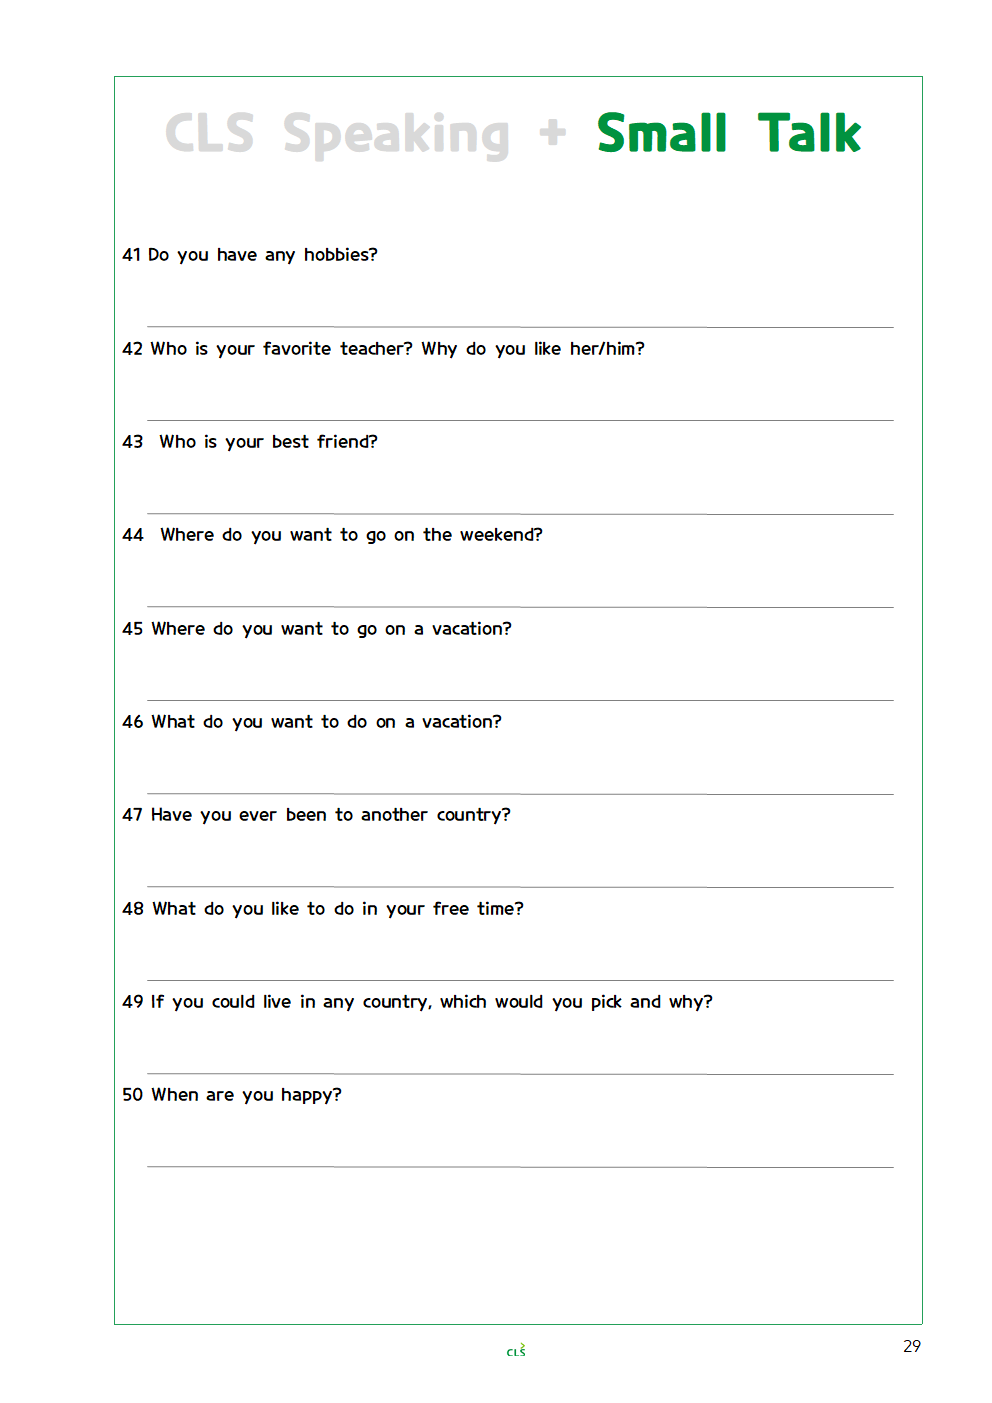 CLS Speaking + Small Talk
41 Do you have any hobbies?
42 Who is your favorite teacher? Why do you like her/him?
43 Who is your best friend?
44 Where do you want to go on the weekend?
45 Where do you want to go on a vacation?
46 What do you want to do on a vacation?
47 Have you ever been to another country?
48 What do you like to do in your free time?
49 If you could live in any country, which would you pick and why?
50 When are you happy?
CLS
29